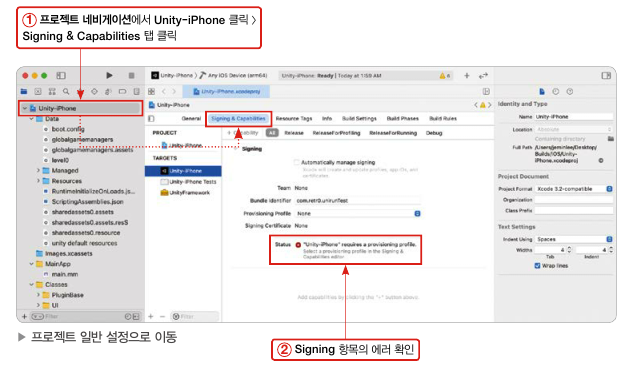 ① 프로젝트 네비게이션에서 Unity-iPhone 클릭 >
Signing & Capabilities 탭 클릭
Unity-iPhone
Any iOS Device (arm64)
Unity-iPhone: Ready | Today at 1:59 AM
4
Unity-iPhone.xcodeproj
Unity-iPhone
Unity-iPhone
Data
boot.config
globalgamemanagers
globalgamemanagers.assets
level0
Managed
Resources
RuntimeInitializeOnLoads.js...
ScriptingAssemblies.json
sharedassets0.assets
sharedassets0.assets.resS
sharedassets0.resource
unity default resources
Images.xcassets
MainApp
main.mm
Classes
PluginBase
UI
Filter
General
Signing & Capabilities
Resource Tags
Info
Build Settings
Build Phases
Build Rules
PROJECT
Unity-iPhone
TARGETS
Unity-iPhone
Unity-iPhone Tests
UnityFramework
Filter
+ Capability
All
Release
ReleaseForProfiling
ReleaseForRunning
Debug
Signing
Automatically manage signing
Xcode will create and update profiles, app IDs, and
certificates.
Team None
Bundle Identifier com.retr0.unirunfest
Provisioning Profile None
Signing Certificate None
Status "Unity-iPhone" requires a provisioning profile.
Select a provisioning profile in the Signing &
Capabilities editor.
Add capabilities by clicking the "+" button above.
Identity and Type
Name Unity-iPhone
Location Absolute
Containing directory
Full Path /Users/jeminlee/Desktop/
Builds/iOS/Unity-
iPhone.xcodeproj
Project Document
Project Format Xcode 3.2-compatible
Organization
Class Prefix
Text Settings
Indent Using Spaces
Widths 4 4
Tab Indent
Wrap lines
▶ 프로젝트 일반 설정으로 이동
② Signing 항목의 에러 확인